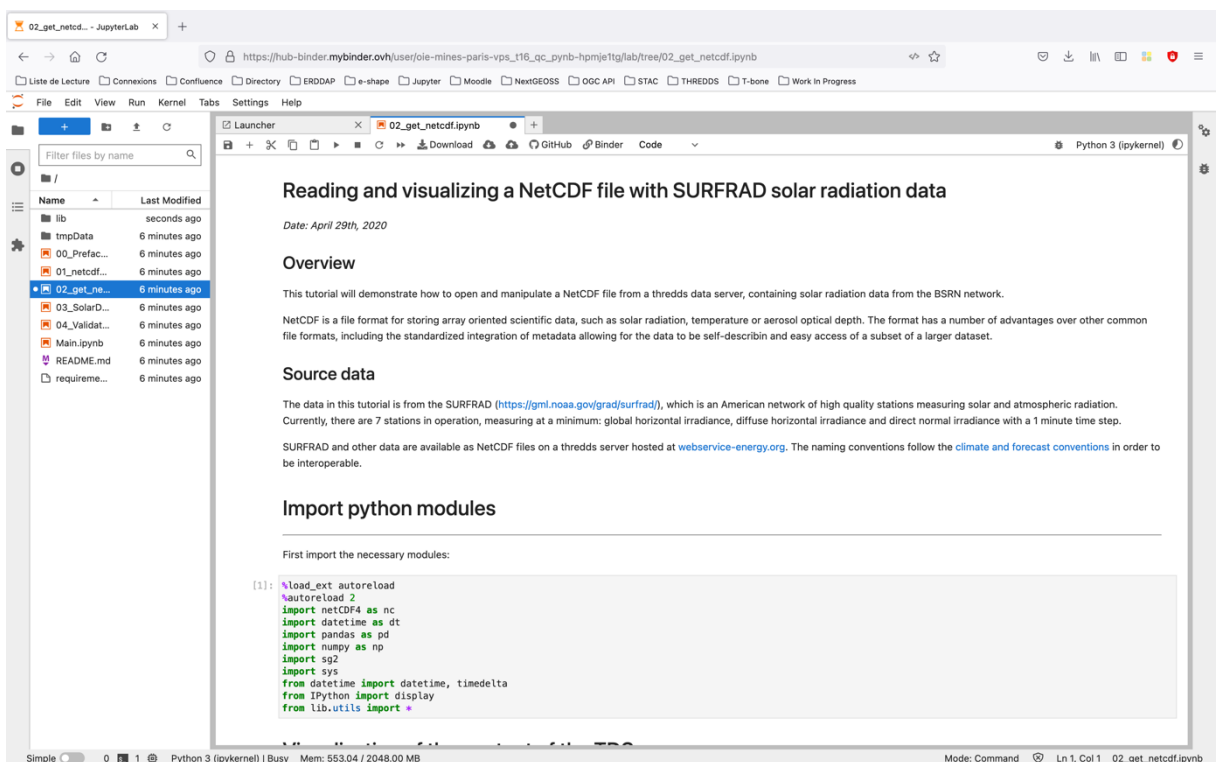 02_get_netcd... - JupyterLab
https://hub-binder.mybinder.ovh/user/oie-mines-paris-vps_t16_qc_pynb-hpmje1tg/lab/tree/02_get_netcdf.ipynb
Liste de Lecture Connexions Confluence Directory ERDDAP e-shape Jupyter Moodle NextGEOSS OGC API STAC THREDDS T-bone Work In Progress
File Edit View Run Kernel Tabs Settings Help
Launcher 02_get_netcdf.ipynb
Download GitHub Binder Code Python 3 (ipykernel)
Filter files by name
/
Name Last Modified
lib seconds ago
tmpData 6 minutes ago
00_Prefac... 6 minutes ago
01_netcdf... 6 minutes ago
02_get_ne... 6 minutes ago
03_SolarD... 6 minutes ago
04_Validat... 6 minutes ago
Main.ipynb 6 minutes ago
README.md 6 minutes ago
requireme... 6 minutes ago
Reading and visualizing a NetCDF file with SURFRAD solar radiation data
Date: April 29th, 2020
Overview
This tutorial will demonstrate how to open and manipulate a NetCDF file from a thredds data server, containing solar radiation data from the BSRN network.
NetCDF is a file format for storing array oriented scientific data, such as solar radiation, temperature or aerosol optical depth. The format has a number of advantages over other common
file formats, including the standardized integration of metadata allowing for the data to be self-describin and easy access of a subset of a larger dataset.
Source data
The data in this tutorial is from the SURFRAD (https://gml.noaa.gov/grad/surfrad/), which is an American network of high quality stations measuring solar and atmospheric radiation.
Currently, there are 7 stations in operation, measuring at a minimum: global horizontal irradiance, diffuse horizontal irradiance and direct normal irradiance with a 1 minute time step.
SURFRAD and other data are available as NetCDF files on a thredds server hosted at webservice-energy.org. The naming conventions follow the climate and forecast conventions in order to
be interoperable.
Import python modules
First import the necessary modules:
[1]: %load_ext autoreload
%autoreload 2
import netCDF4 as nc
import datetime as dt
import pandas as pd
import numpy as np
import sg2
import sys
from datetime import datetime, timedelta
from IPython import display
from lib.utils import *
Simple 0 1 Python 3 (ipykernel) | Busy Mem: 553.04 / 2048.00 MB Mode: Command Ln 1, Col 1 02_get_netcdf.ipynb